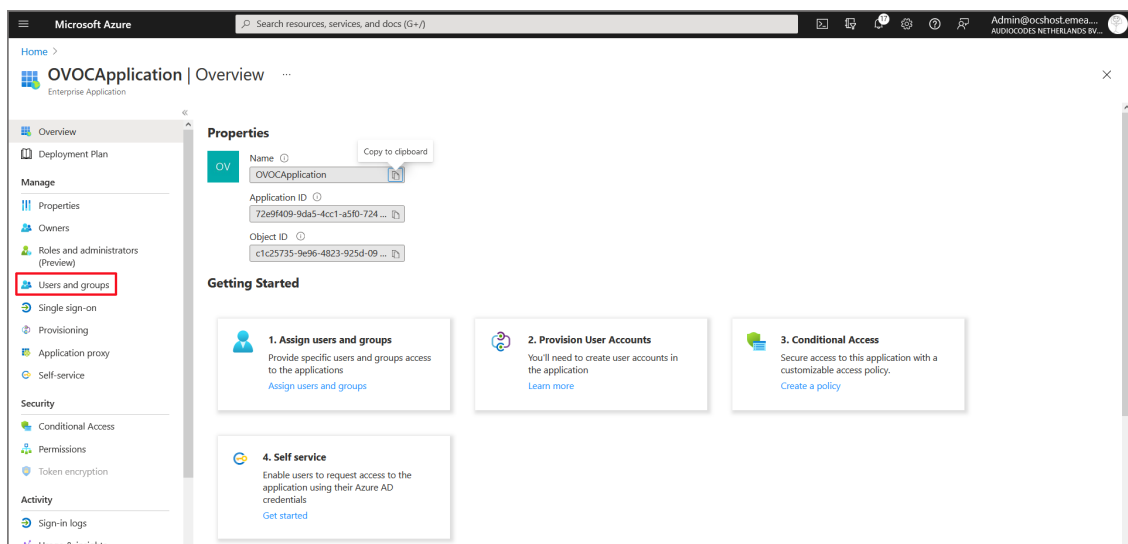 Microsoft Azure
Search resources, services, and docs (G+/)
17
Admin@ocshost.emea....
AUDIOCODES NETHERLANDS BV...
Home >
OVOCApplication | Overview ...
Enterprise Application
Overview
Deployment Plan
Manage
Properties
Owners
Roles and administrators
(Preview)
Users and groups
Single sign-on
Provisioning
Application proxy
Self-service
Security
Conditional Access
Permissions
Token encryption
Activity
Sign-in logs
Properties
Copy to clipboard
OV
Name
OVOCApplication
Application ID
72e9f409-9da5-4cc1-a5f0-724 ...
Object ID
c1c25735-9e96-4823-925d-09 ...
Getting Started
1. Assign users and groups
Provide specific users and groups access
to the applications
Assign users and groups
2. Provision User Accounts
You'll need to create user accounts in
the application
Learn more
3. Conditional Access
Secure access to this application with a
customizable access policy.
Create a policy
4. Self service
Enable users to request access to the
application using their Azure AD
credentials
Get started